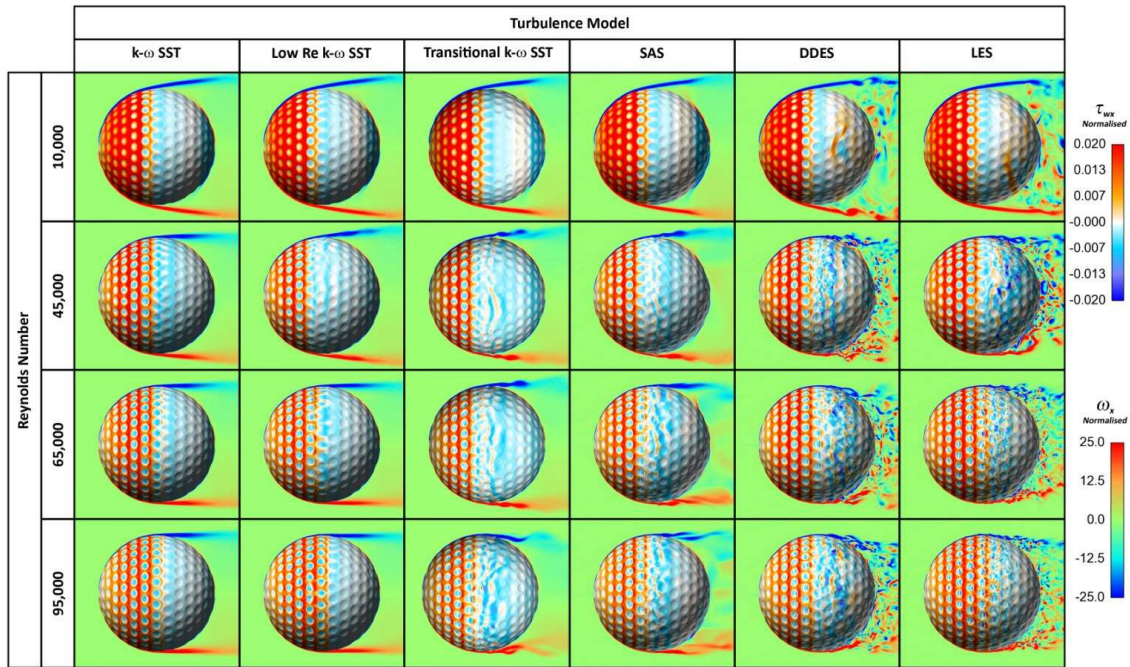 Turbulence Model
k-ω SST
Low Re k-ω SST
Transitional k-ω SST
SAS
DDES
LES
Reynolds Number
10,000
45,000
65,000
95,000
τwx
Normalised
0.020
0.013
0.007
-0.000
-0.007
-0.013
-0.020
ωx
Normalised
25.0
12.5
0.0
-12.5
-25.0